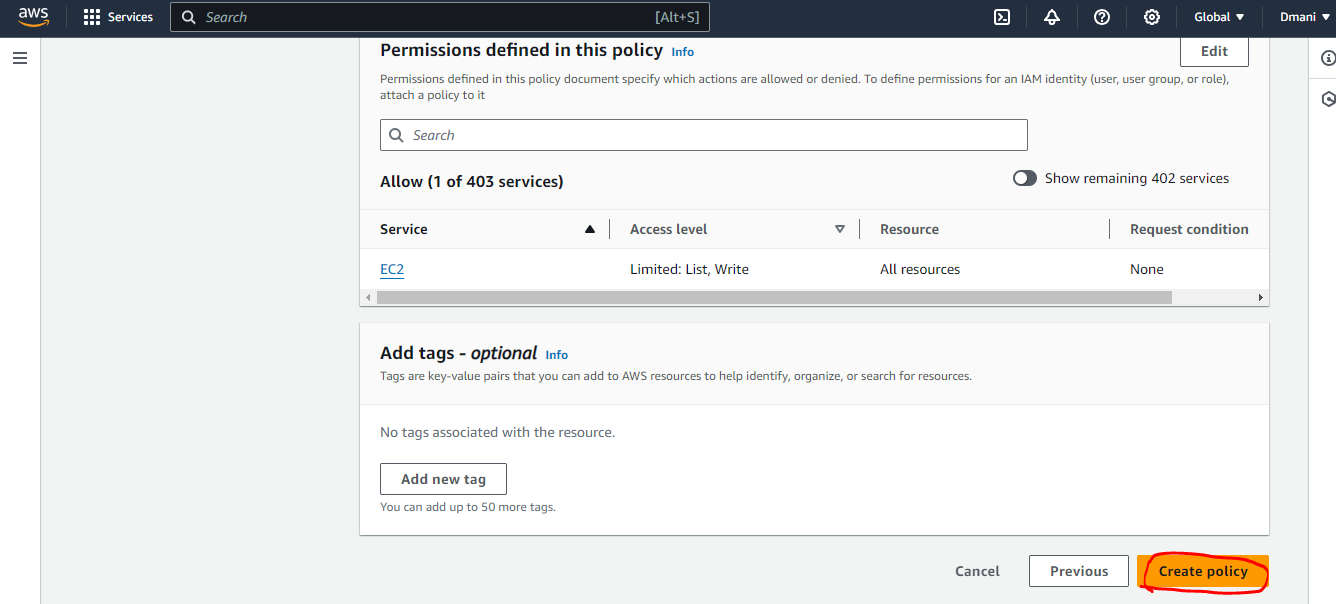 aws Services Search [Alt+S] Global Dmani
Permissions defined in this policy Info Edit
Permissions defined in this policy document specify which actions are allowed or denied. To define permissions for an IAM identity (user, user group, or role),
attach a policy to it
Search
Allow (1 of 403 services) Show remaining 402 services
Service Access level Resource Request condition
EC2 Limited: List, Write All resources None
Add tags - optional Info
Tags are key-value pairs that you can add to AWS resources to help identify, organize, or search for resources.
No tags associated with the resource.
Add new tag
You can add up to 50 more tags.
Cancel Previous Create policy